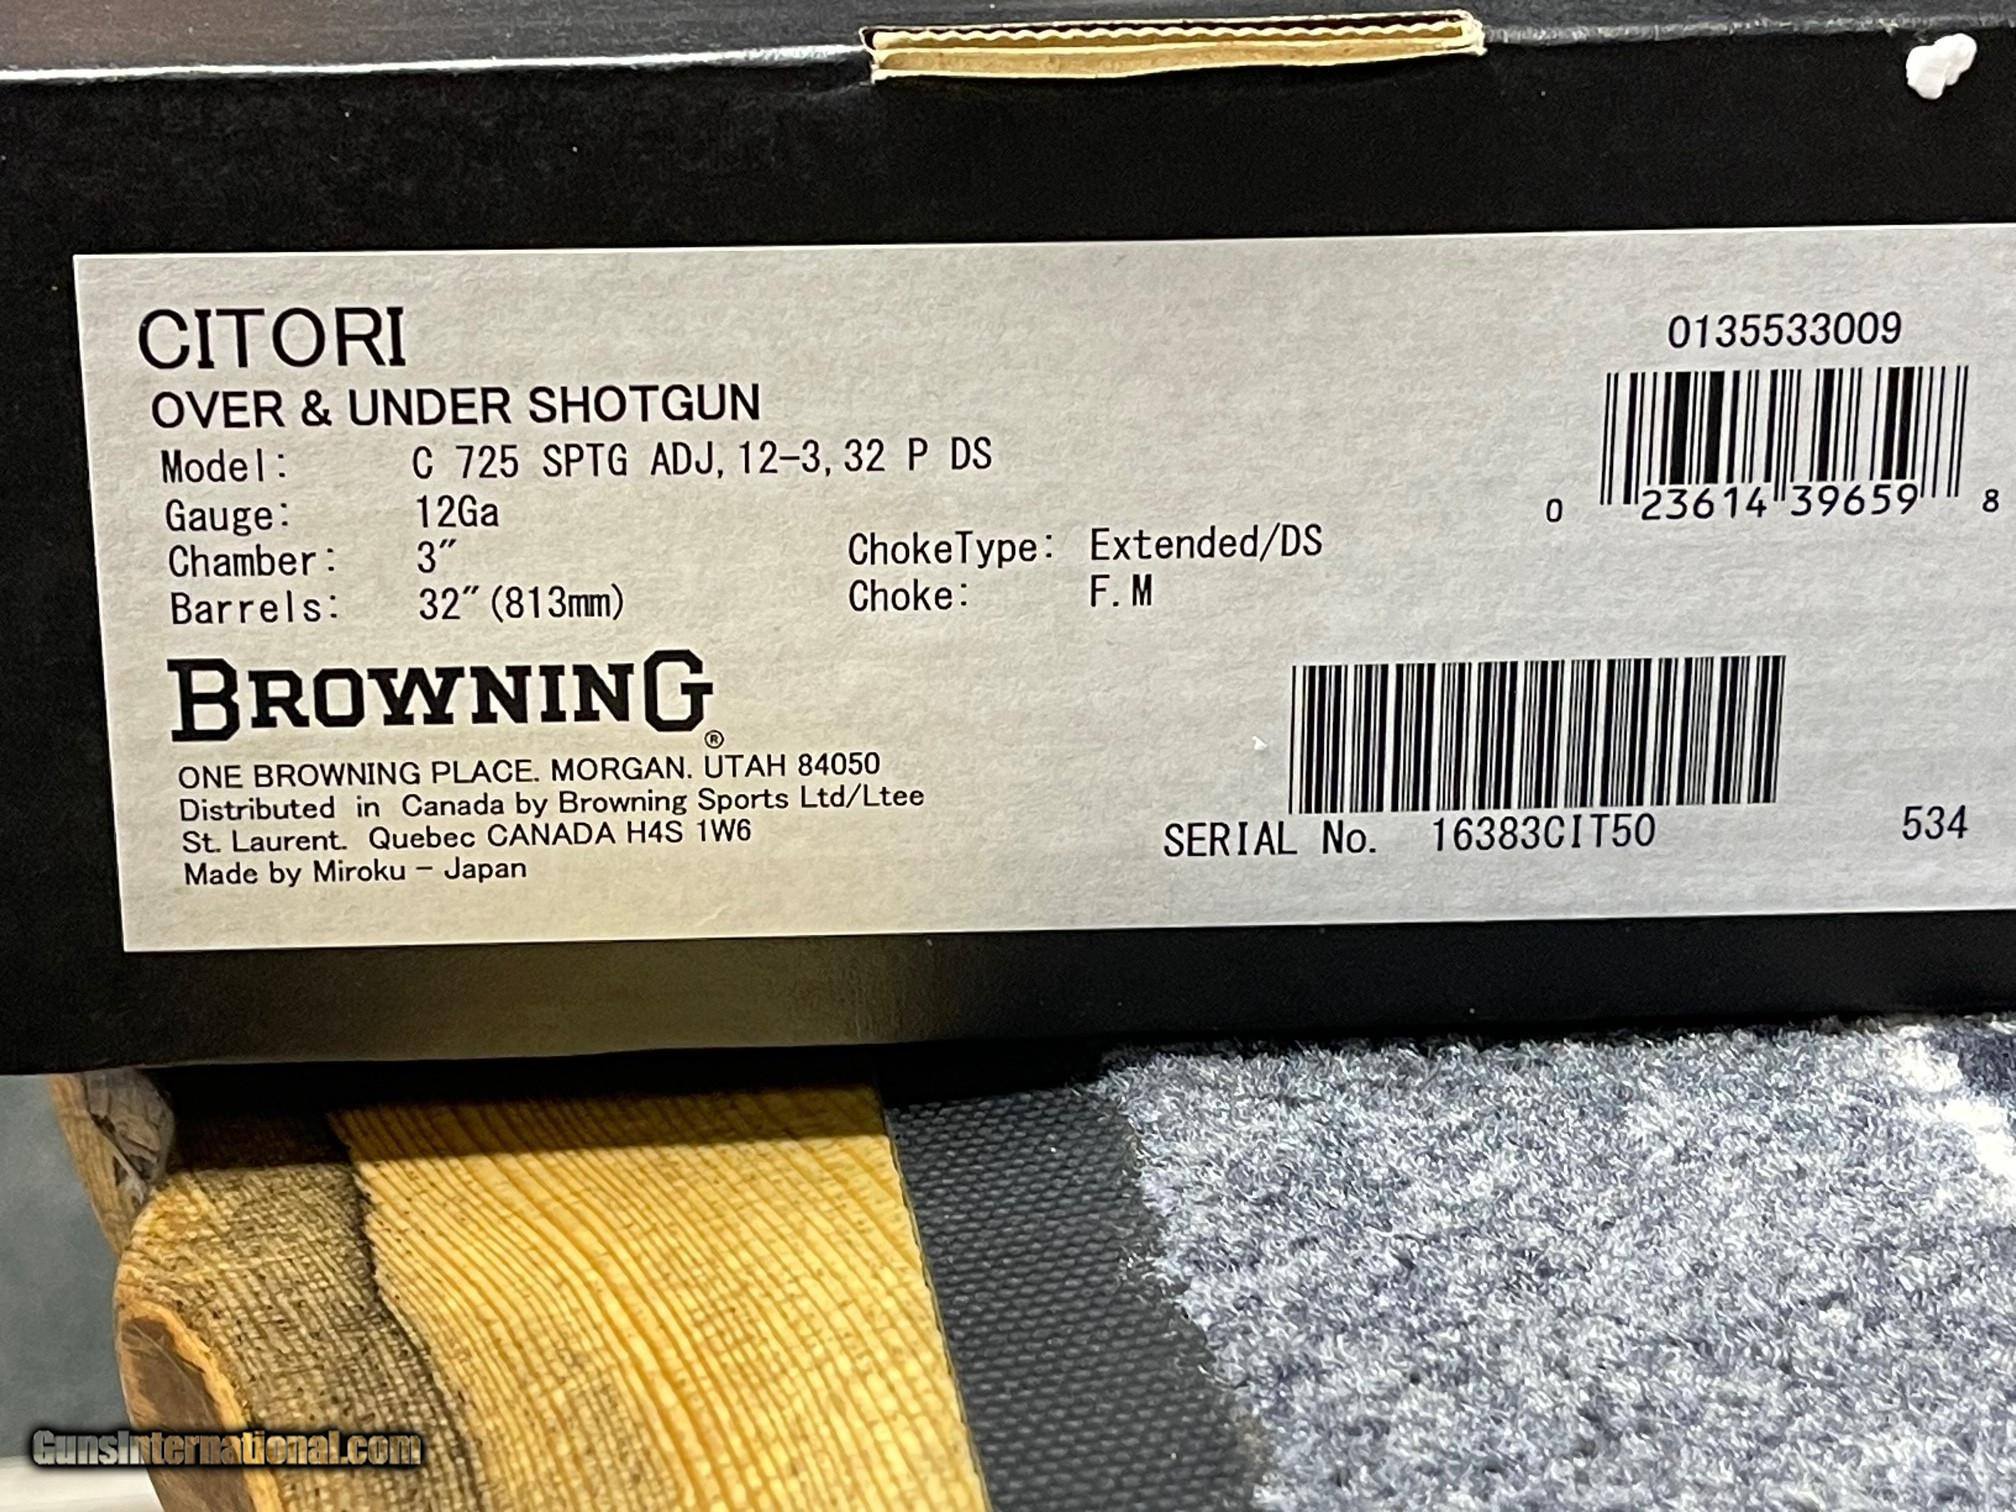 CITORI
OVER & UNDER SHOTGUN
Model: C 725 SPTG ADJ, 12-3, 32 P DS
Gauge: 12Ga
Chamber: 3"
Barrels: 32"(813mm)
ChokeType: Extended/DS
Choke: F.M
0135533009
0 23614 39659 8
BROWNING®
ONE BROWNING PLACE. MORGAN. UTAH 84050
Distributed in Canada by Browning Sports Ltd/Ltee
St. Laurent. Quebec CANADA H4S 1W6
Made by Miroku - Japan
SERIAL No. 16383CIT50
534
GunsInternational.com